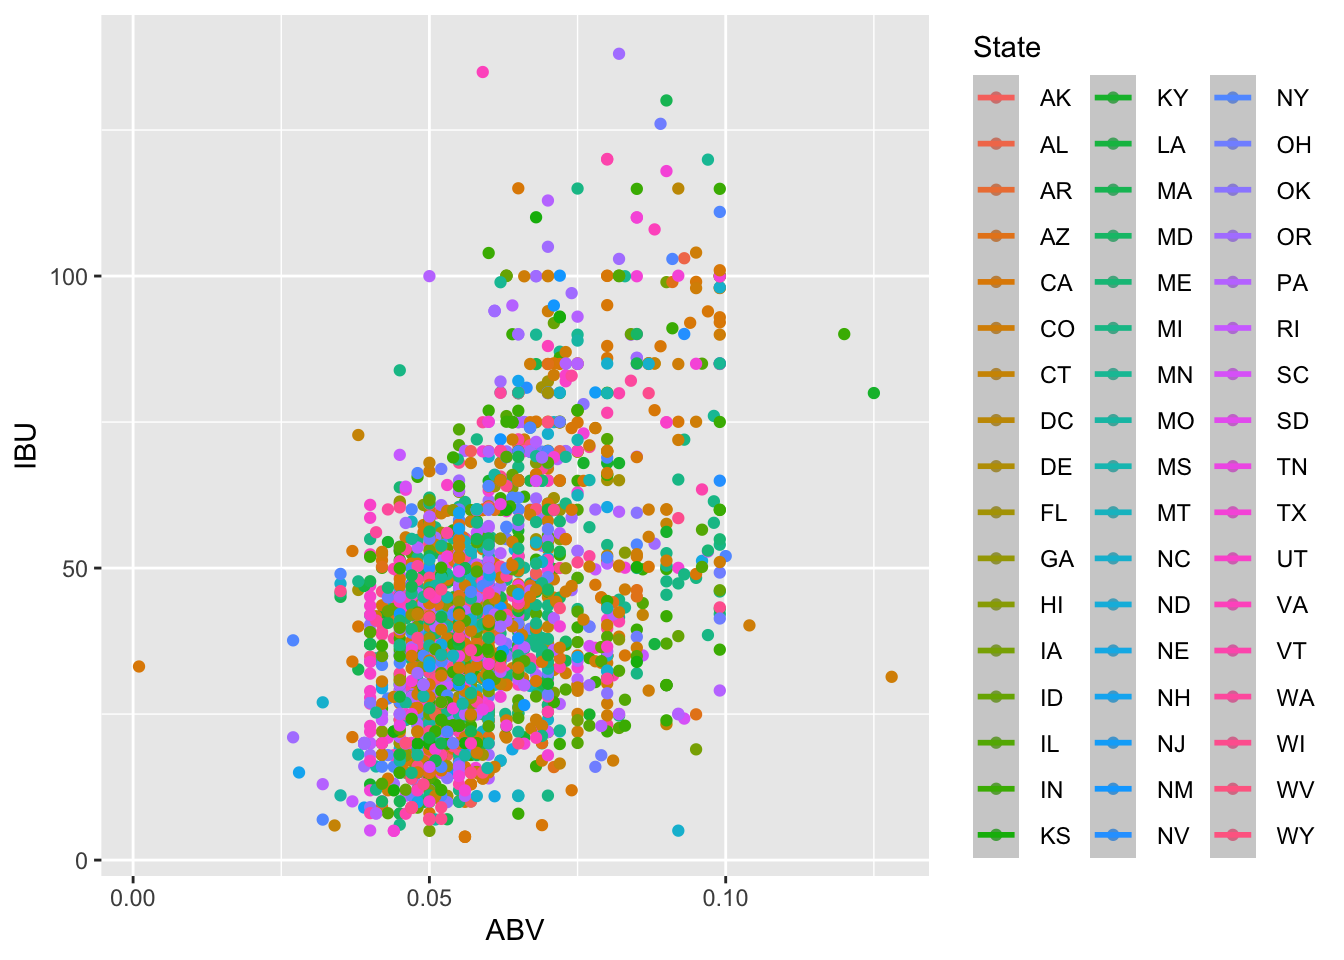 State
AK KY NY
AL LA OH
AR MA OK
AZ MD OR
CA ME PA
CO MI RI
CT MN SC
DC MO SD
DE MS TN
FL MT TX
GA NC UT
HI ND VA
IA NE VT
ID NH WA
IL NJ WI
IN NM WV
KS NV WY
IBU
100
50
0
0.00 0.05 0.10
ABV